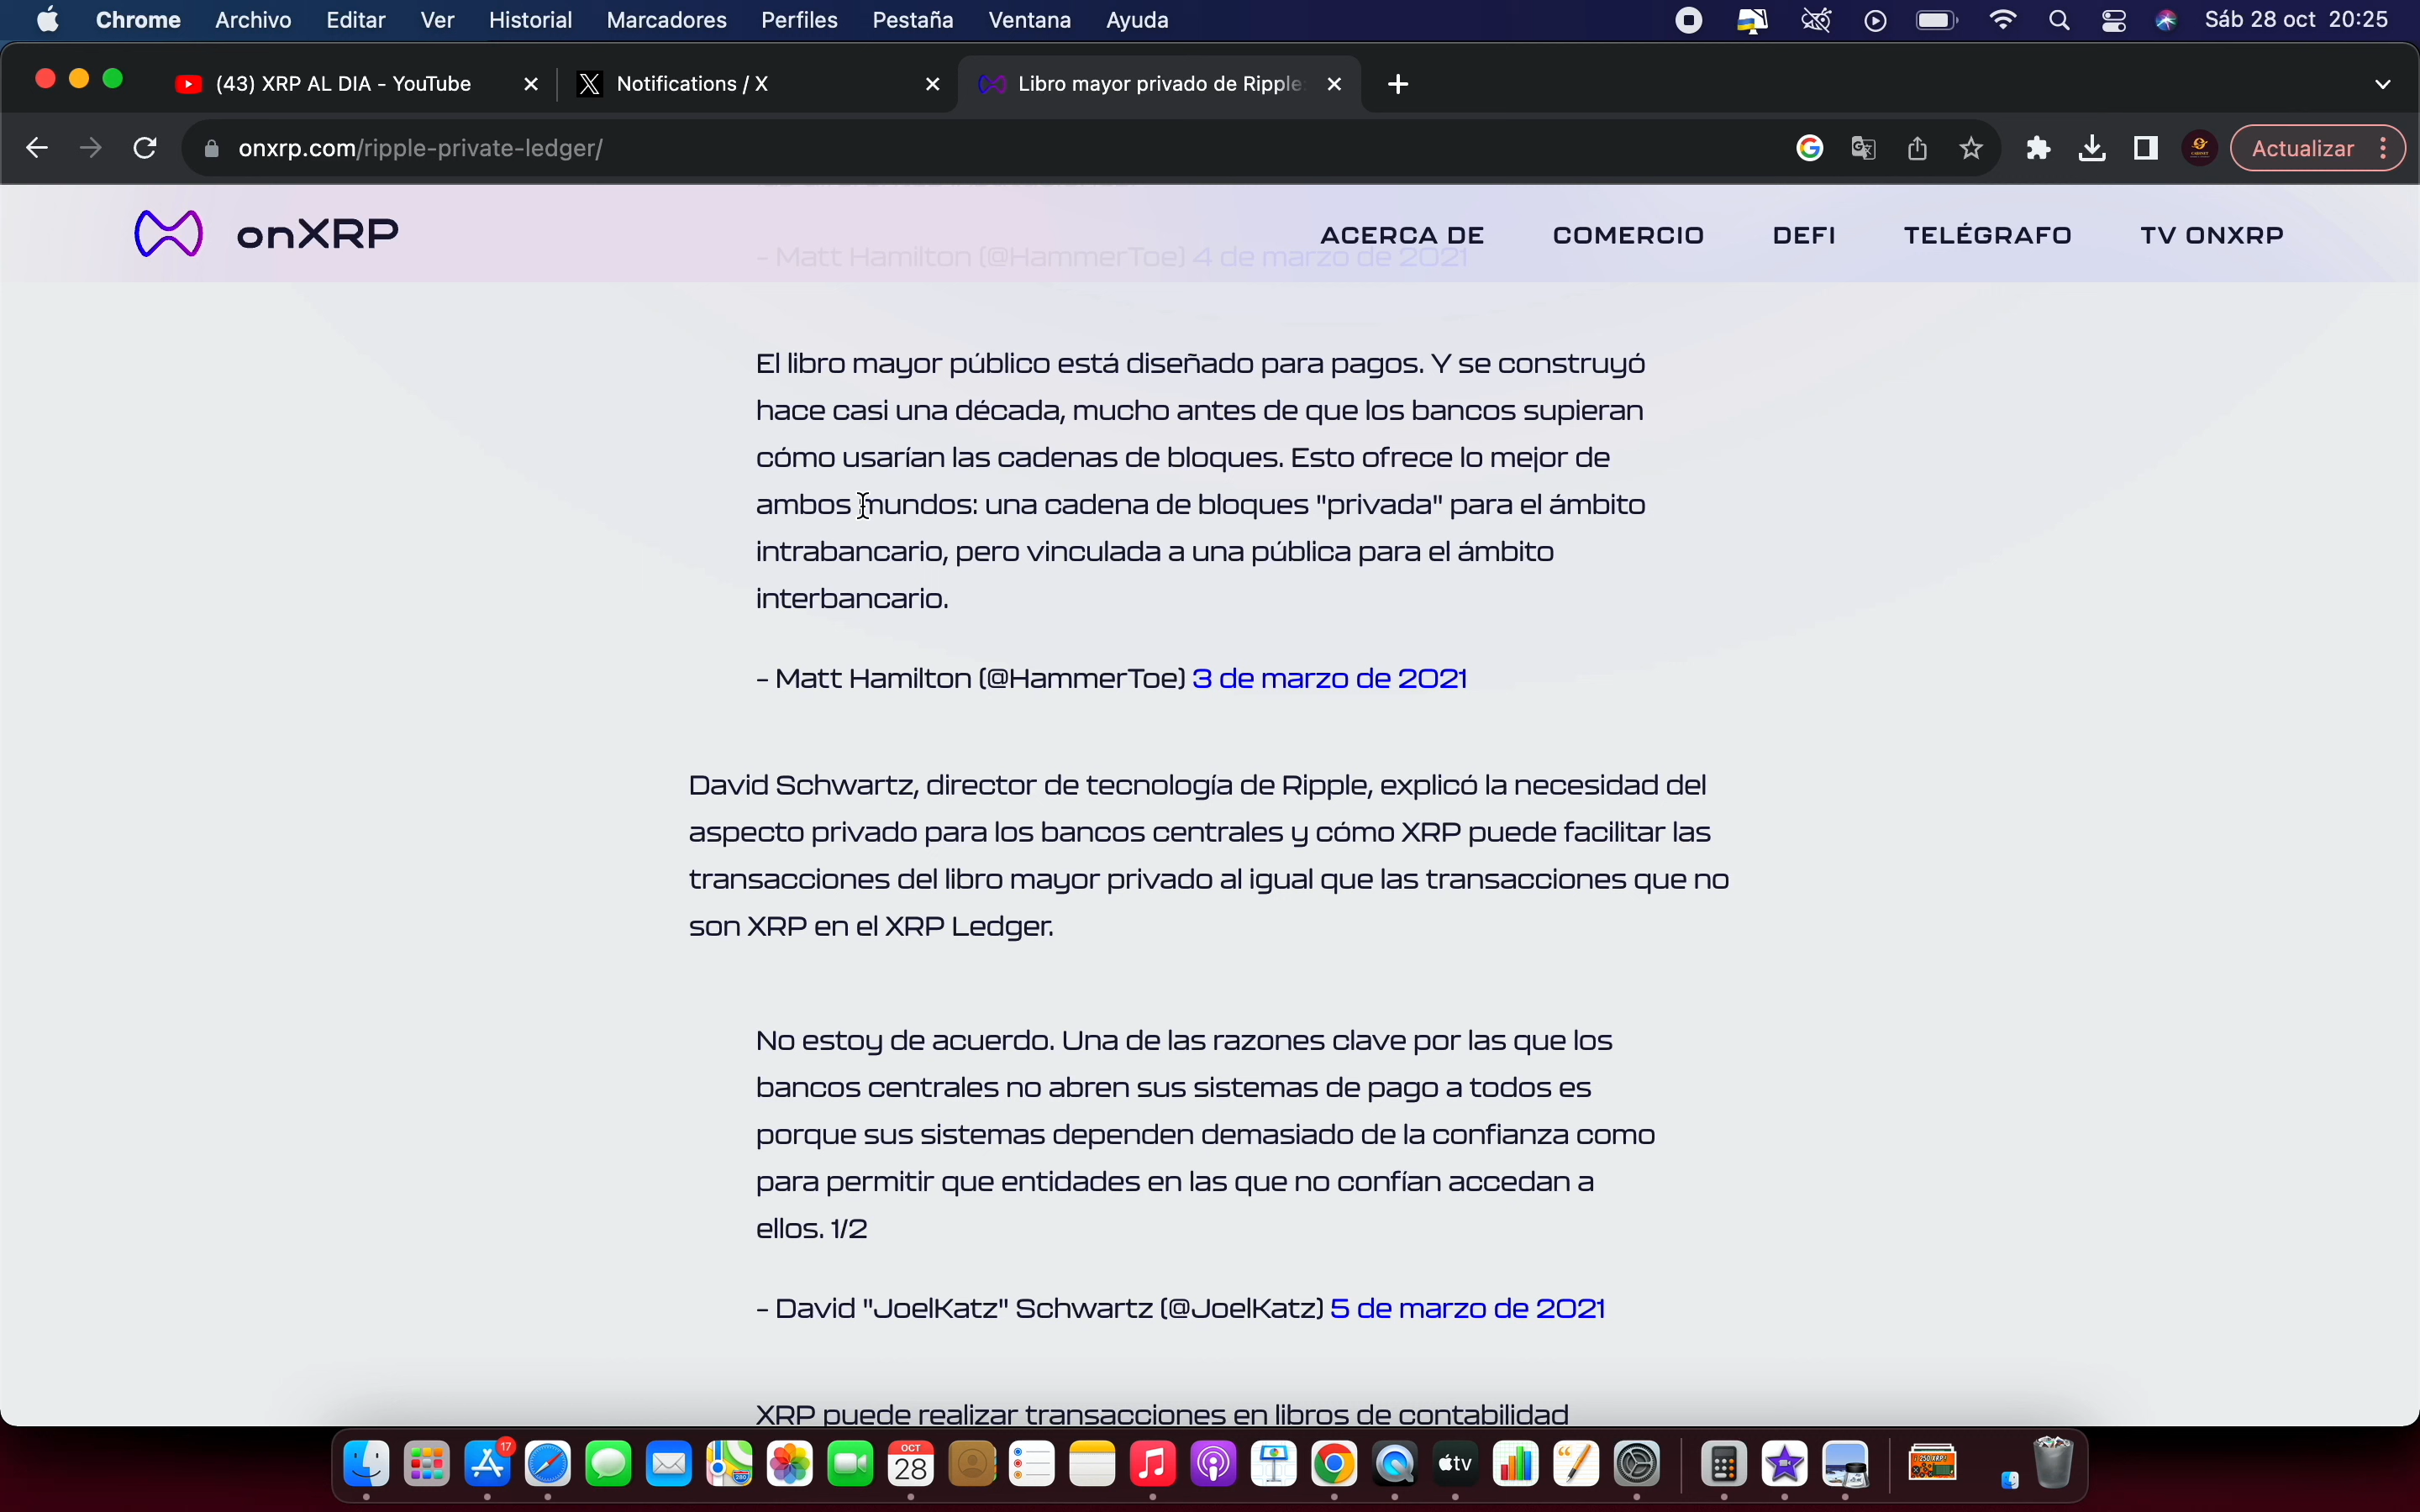 Chrome Archivo Editar Ver Historial Marcadores Perfiles Pestaña Ventana Ayuda Sáb 28 oct 20:25
(43) XRP AL DIA - YouTube Notifications / X Libro mayor privado de Ripple:
onxrp.com/ripple-private-ledger/ Actualizar
onXRP ACERCA DE COMERCIO DEFI TELÉGRAFO TV ONXRP
- Matt Hamilton (@HammerToe) 4 de marzo de 2021
El libro mayor público está diseñado para pagos. Y se construyó
hace casi una década, mucho antes de que los bancos supieran
cómo usarían las cadenas de bloques. Esto ofrece lo mejor de
ambos mundos: una cadena de bloques "privada" para el ámbito
intrabancario, pero vinculada a una pública para el ámbito
interbancario.
- Matt Hamilton (@HammerToe) 3 de marzo de 2021
David Schwartz, director de tecnología de Ripple, explicó la necesidad del
aspecto privado para los bancos centrales y cómo XRP puede facilitar las
transacciones del libro mayor privado al igual que las transacciones que no
son XRP en el XRP Ledger.
No estoy de acuerdo. Una de las razones clave por las que los
bancos centrales no abren sus sistemas de pago a todos es
porque sus sistemas dependen demasiado de la confianza como
para permitir que entidades en las que no confían accedan a
ellos. 1/2
- David "JoelKatz" Schwartz (@JoelKatz) 5 de marzo de 2021
XRP puede realizar transacciones en libros de contabilidad
17
OCT
28
tv